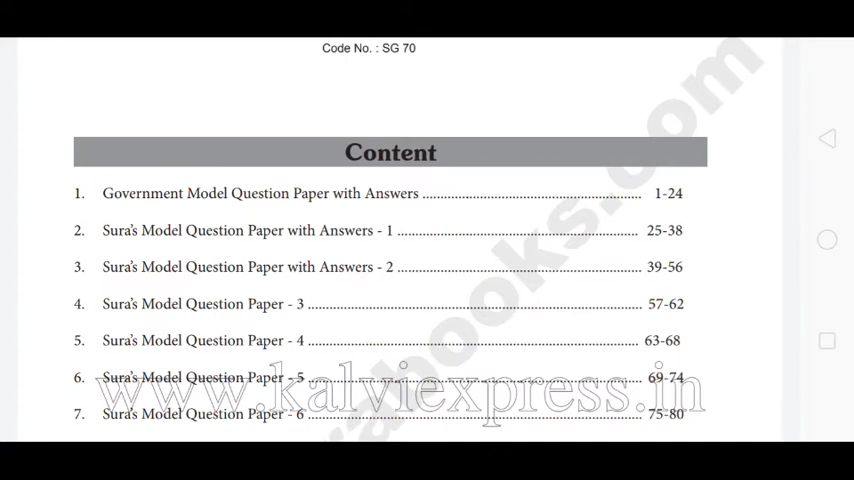 Code No. : SG 70
Content
1. Government Model Question Paper with Answers ........................................................ 1-24
2. Sura's Model Question Paper with Answers - 1 ............................................................. 25-38
3. Sura's Model Question Paper with Answers - 2 ............................................................. 39-56
4. Sura's Model Question Paper - 3 .................................................................................... 57-62
5. Sura's Model Question Paper - 4 .................................................................................... 63-68
6. Sura's Model Question Paper - 5 .................................................................................... 69-74
www.kalviexpress.in
7. Sura's Model Question Paper - 6 .................................................................................... 75-80
rabooks.com